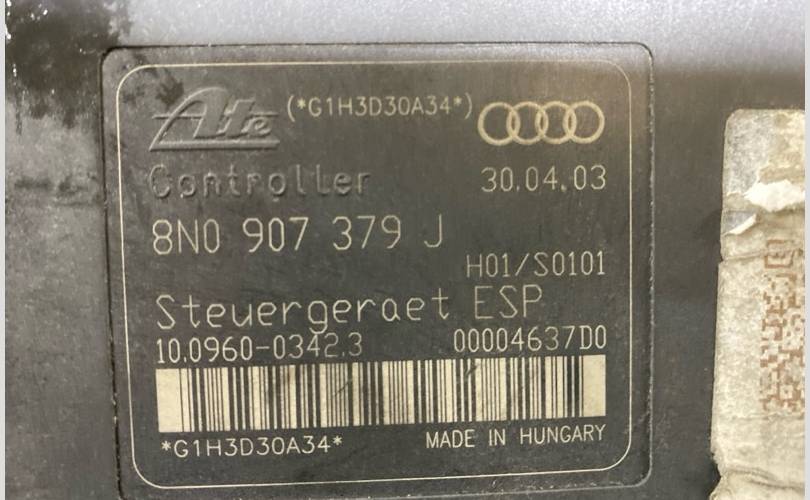 Ate (*G1H3D30A34*)
Controller 30.04.03
8N0 907 379 J
H01/S0101
Steuergeraet ESP
10.0960-0342.3 00004637D0
*G1H3D30A34* MADE IN HUNGARY